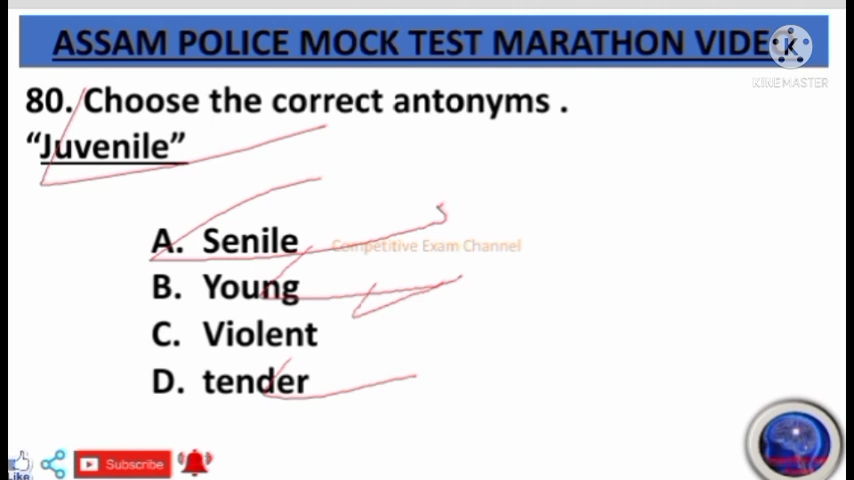 ASSAM POLICE MOCK TEST MARATHON VIDE
K
KINEMASTER
80. Choose the correct antonyms .
“Juvenile”
A. Senile
Competitive Exam Channel
B. Young
C. Violent
D. tender
Like
Subscribe